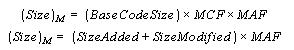 (Size)M = (BaseCodeSize) × MCF × MAF
(Size)M = (SizeAdded + SizeModified) × MAF